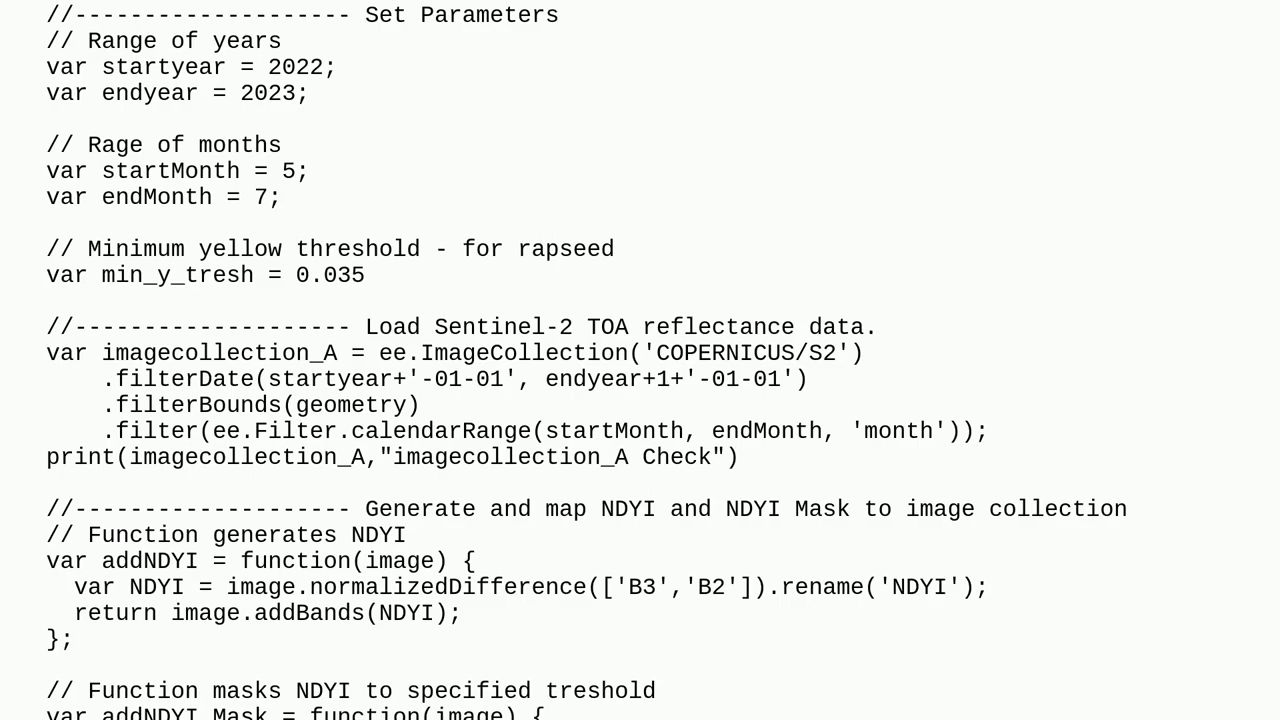 //-------------------- Set Parameters
// Range of years
var startyear = 2022;
var endyear = 2023;
// Rage of months
var startMonth = 5;
var endMonth = 7;
// Minimum yellow threshold - for rapseed
var min_y_tresh = 0.035
//-------------------- Load Sentinel-2 TOA reflectance data.
var imagecollection_A = ee.ImageCollection('COPERNICUS/S2')
    .filterDate(startyear+'-01-01', endyear+1+'-01-01')
    .filterBounds(geometry)
    .filter(ee.Filter.calendarRange(startMonth, endMonth, 'month'));
print(imagecollection_A,"imagecollection_A Check")
//-------------------- Generate and map NDYI and NDYI Mask to image collection
// Function generates NDYI
var addNDYI = function(image) {
  var NDYI = image.normalizedDifference(['B3','B2']).rename('NDYI');
  return image.addBands(NDYI);
};
// Function masks NDYI to specified treshold
var addNDYI_Mask = function(image) {